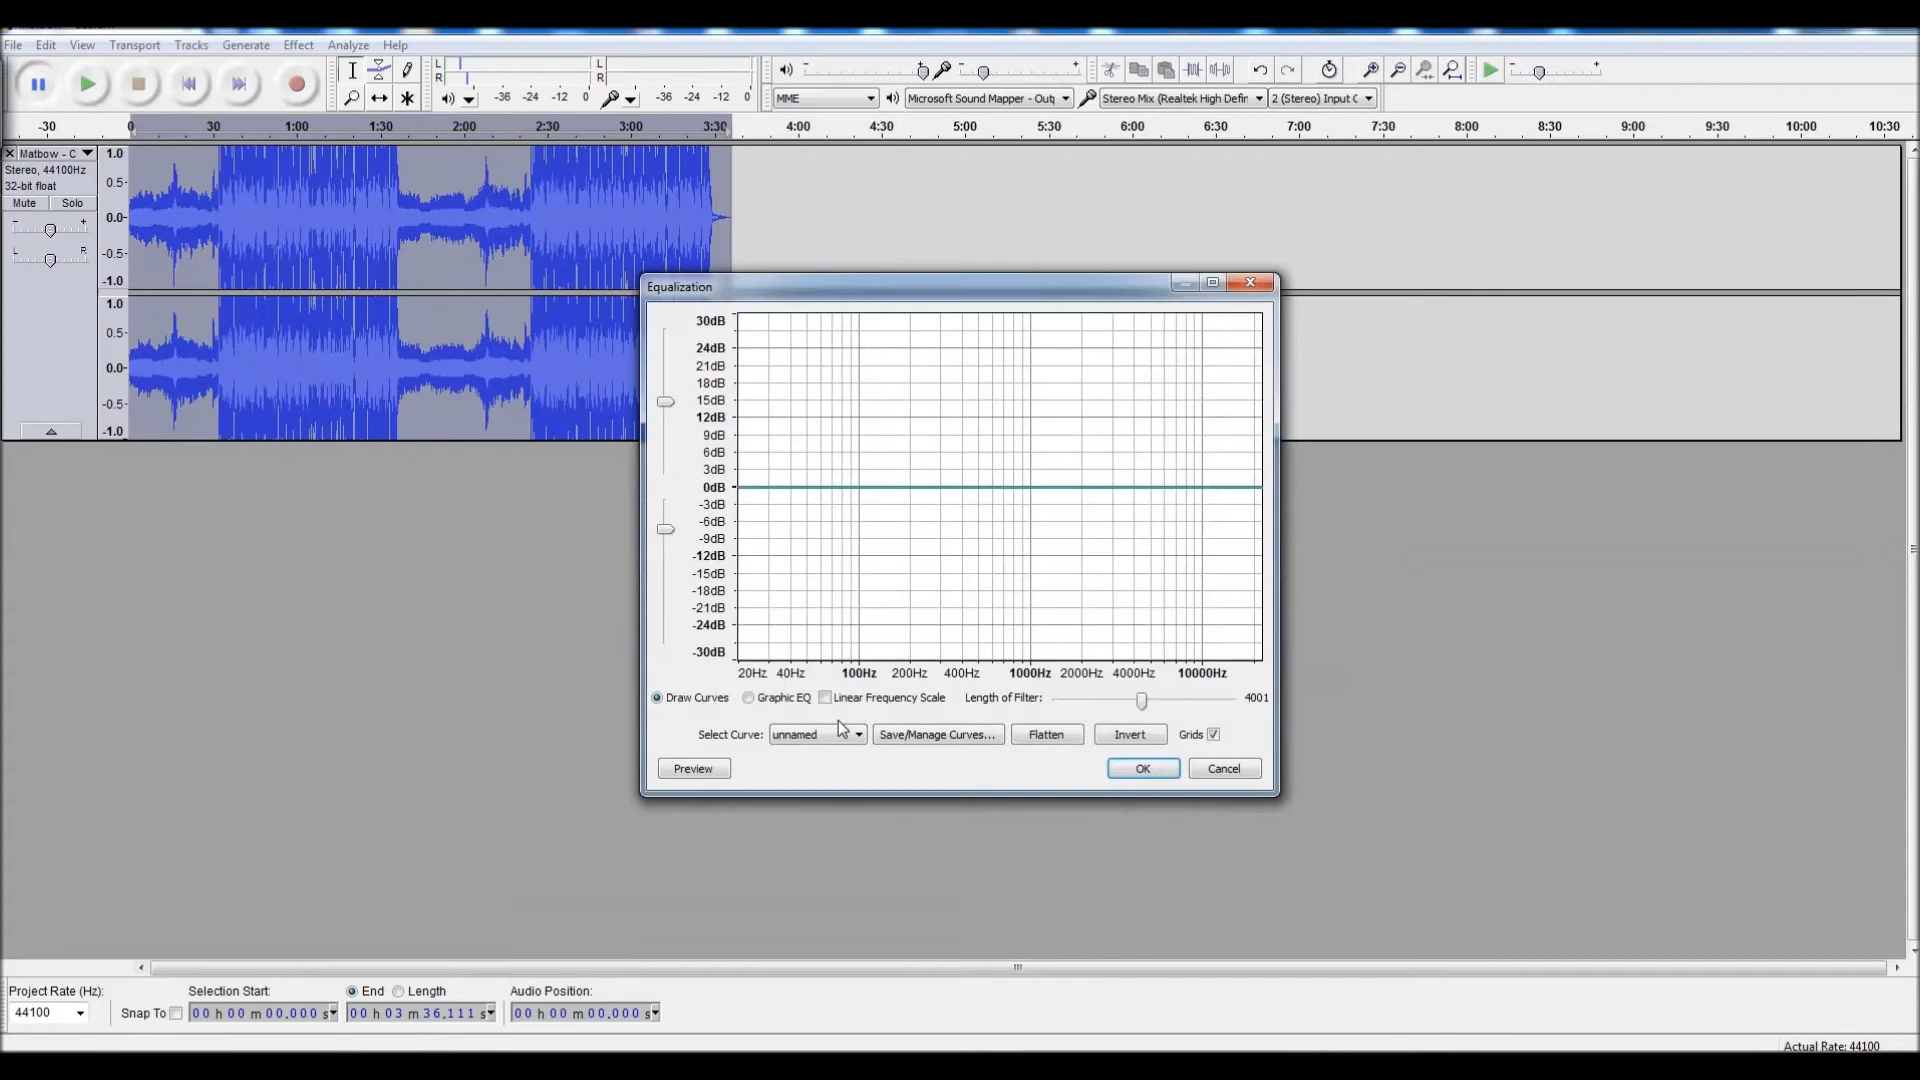 File Edit View Transport Tracks Generate Effect Analyze Help
L R -36 -24 -12 0 L R -36 -24 -12 0
- + - + - +
MME Microsoft Sound Mapper - Outp Stereo Mix (Realtek High Defin 2 (Stereo) Input C
-30 0 30 1:00 1:30 2:00 2:30 3:00 3:30 4:00 4:30 5:00 5:30 6:00 6:30 7:00 7:30 8:00 8:30 9:00 9:30 10:00 10:30
Matbow - C
Stereo, 44100Hz
32-bit float
Mute Solo
- +
L R
1.0
0.5
0.0
-0.5
-1.0
1.0
0.5
0.0
-0.5
-1.0
Equalization
30dB
24dB
21dB
18dB
15dB
12dB
9dB
6dB
3dB
0dB
-3dB
-6dB
-9dB
-12dB
-15dB
-18dB
-21dB
-24dB
-30dB
20Hz 40Hz 100Hz 200Hz 400Hz 1000Hz 2000Hz 4000Hz 10000Hz
Draw Curves Graphic EQ Linear Frequency Scale Length of Filter: 4001
Select Curve: unnamed Save/Manage Curves... Flatten Invert Grids
Preview OK Cancel
Project Rate (Hz): Selection Start: End Length Audio Position:
44100 Snap To 00 h 00 m 00.000 s 00 h 03 m 36.111 s 00 h 00 m 00.000 s
Actual Rate: 44100